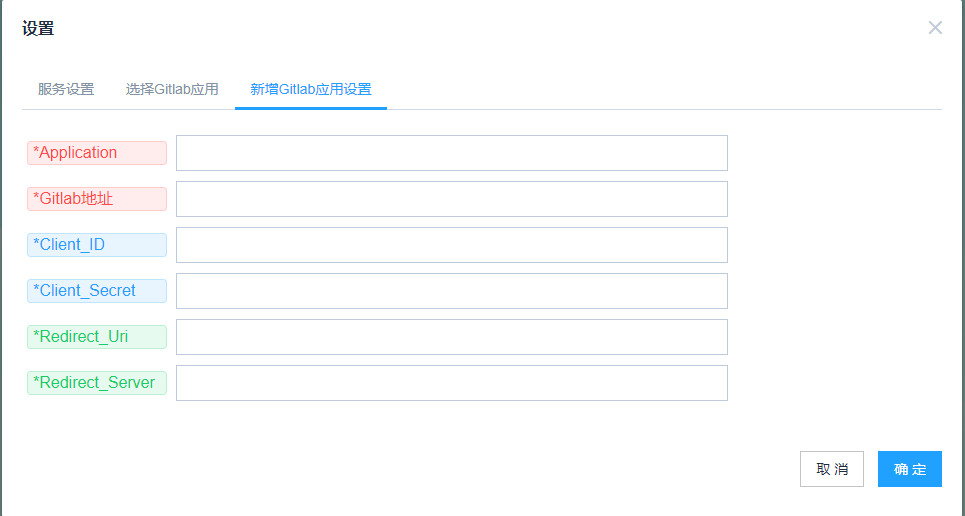 设置
服务设置 选择Gitlab应用 新增Gitlab应用设置
*Application
*Gitlab地址
*Client_ID
*Client_Secret
*Redirect_Uri
*Redirect_Server
取 消 确 定